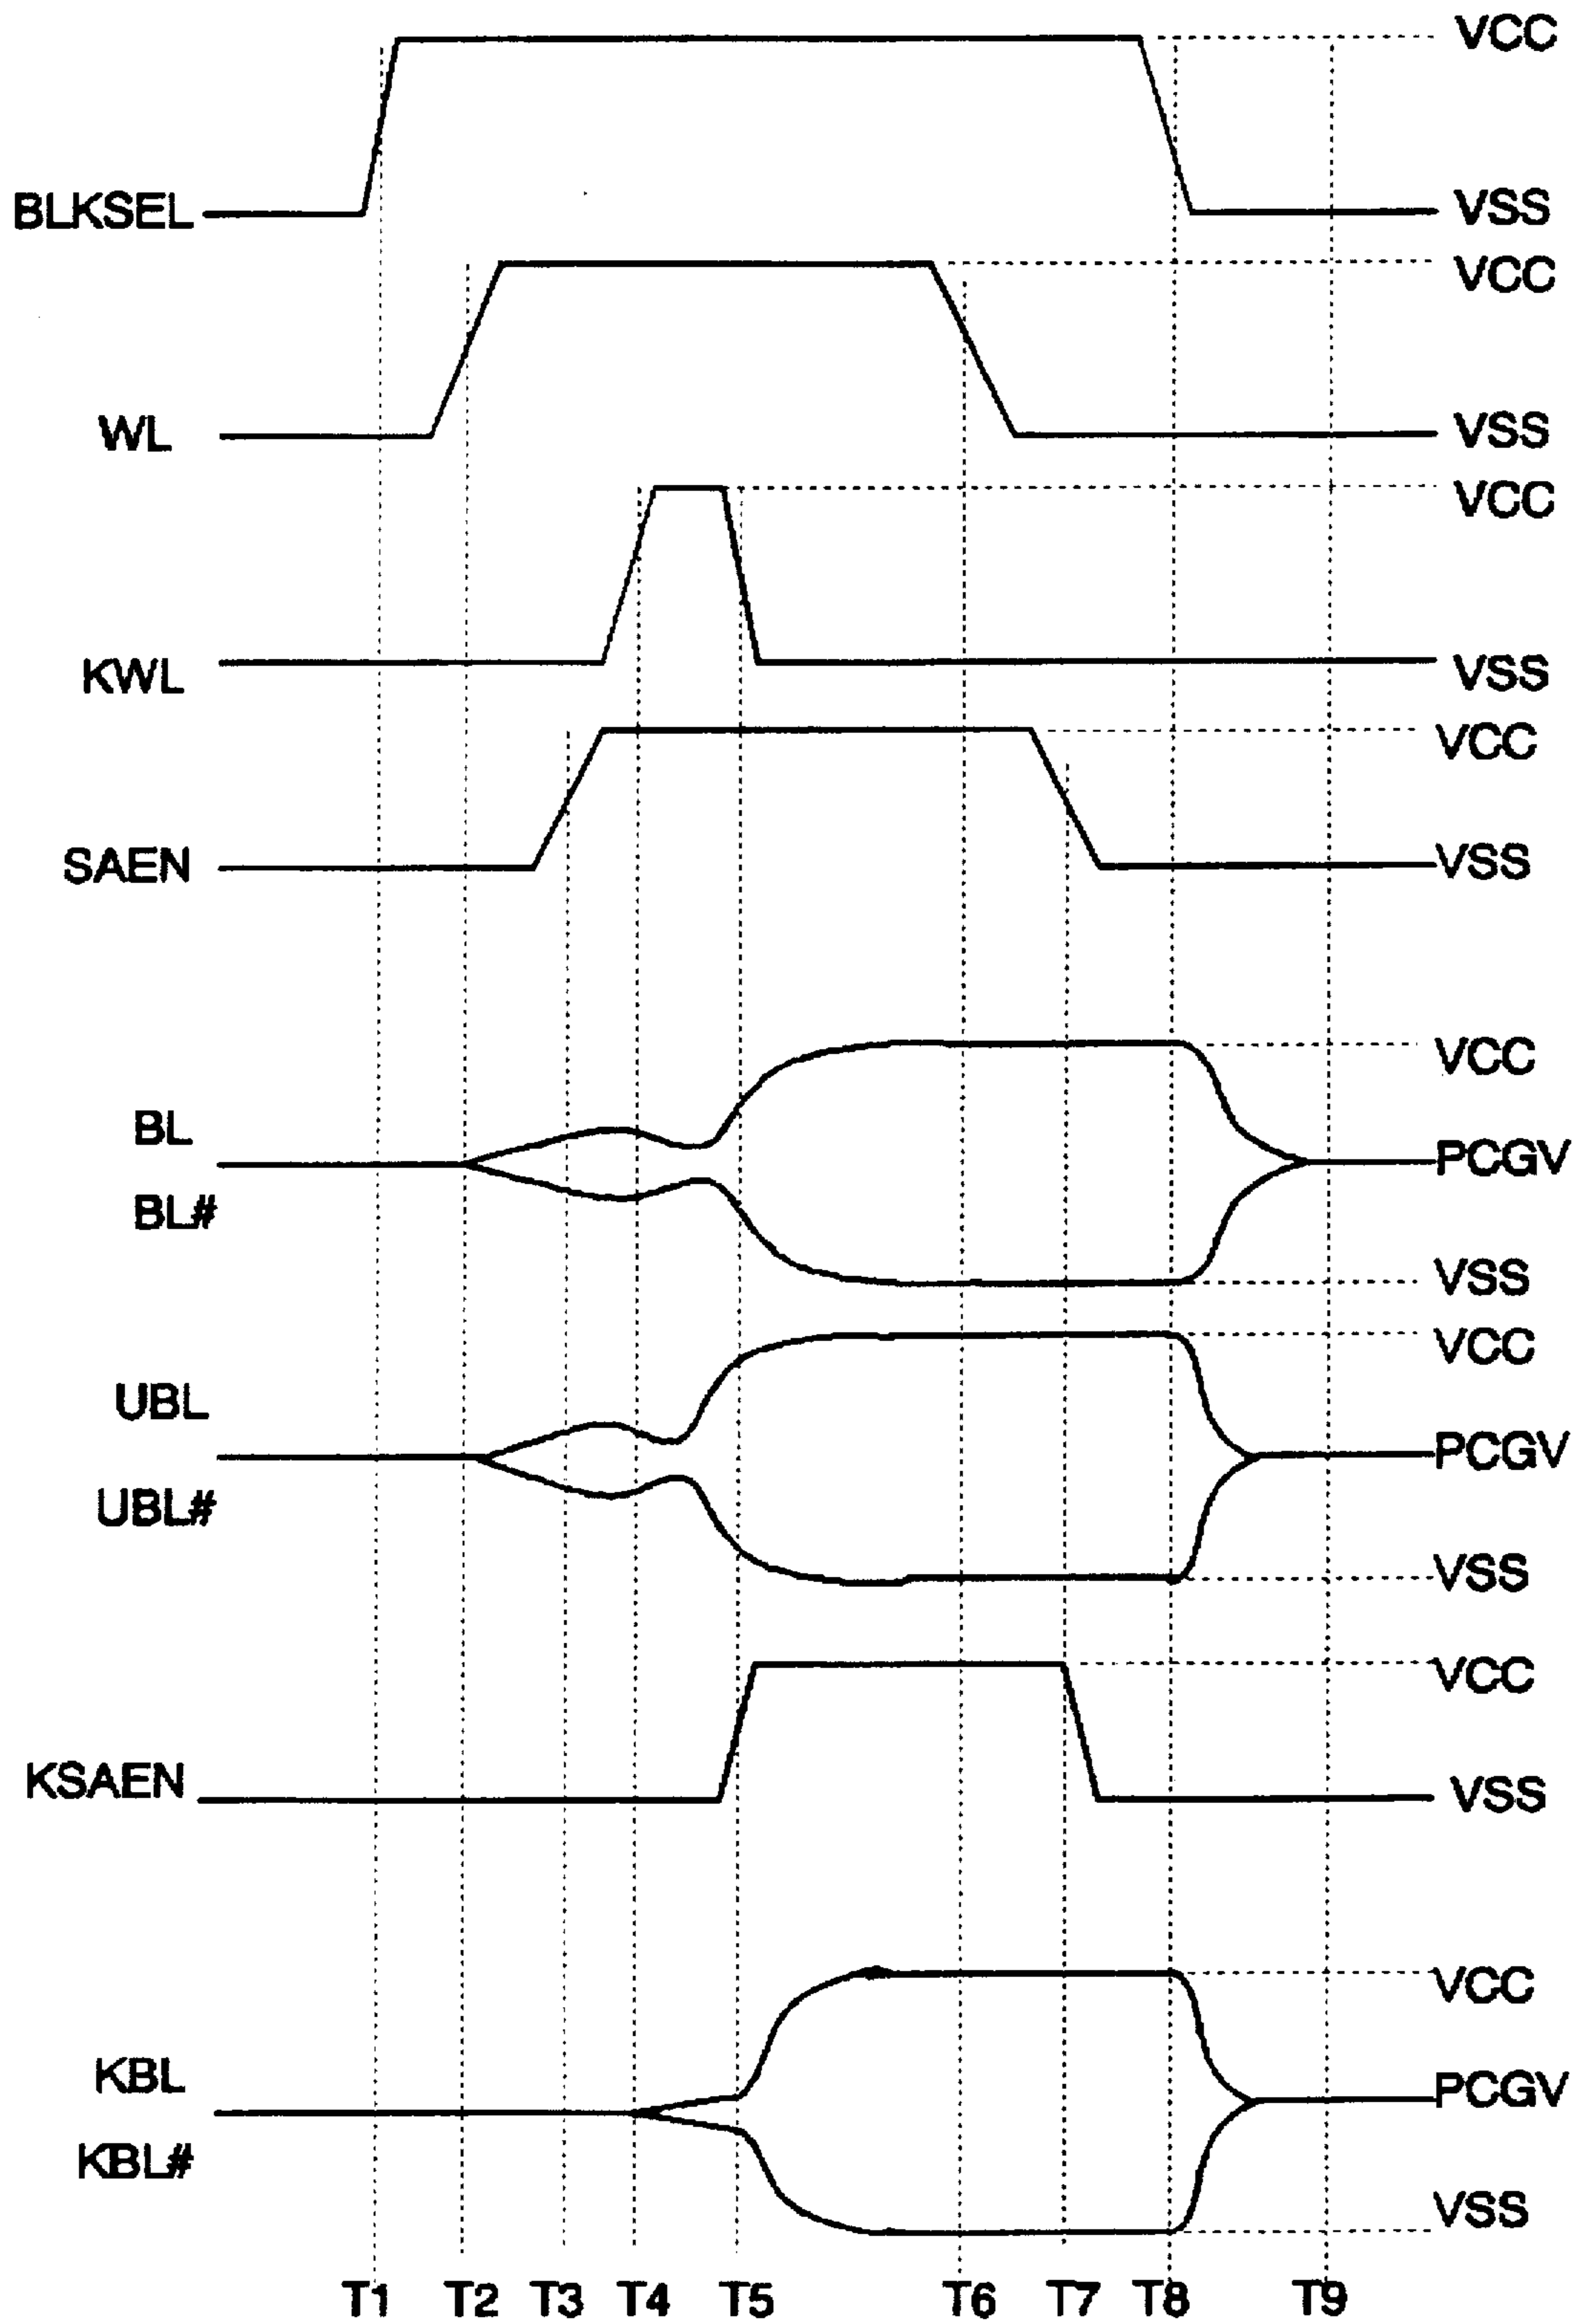 VCC
BLKSEL VSS
VCC
WL VSS
VCC
KWL VSS
VCC
SAEN VSS
VCC
BL
PCGV
BL#
VSS
VCC
UBL
PCGV
UBL#
VSS
VCC
KSAEN VSS
VCC
KBL
PCGV
KBL#
VSS
T1 T2 T3 T4 T5 T6 T7 T8 T9